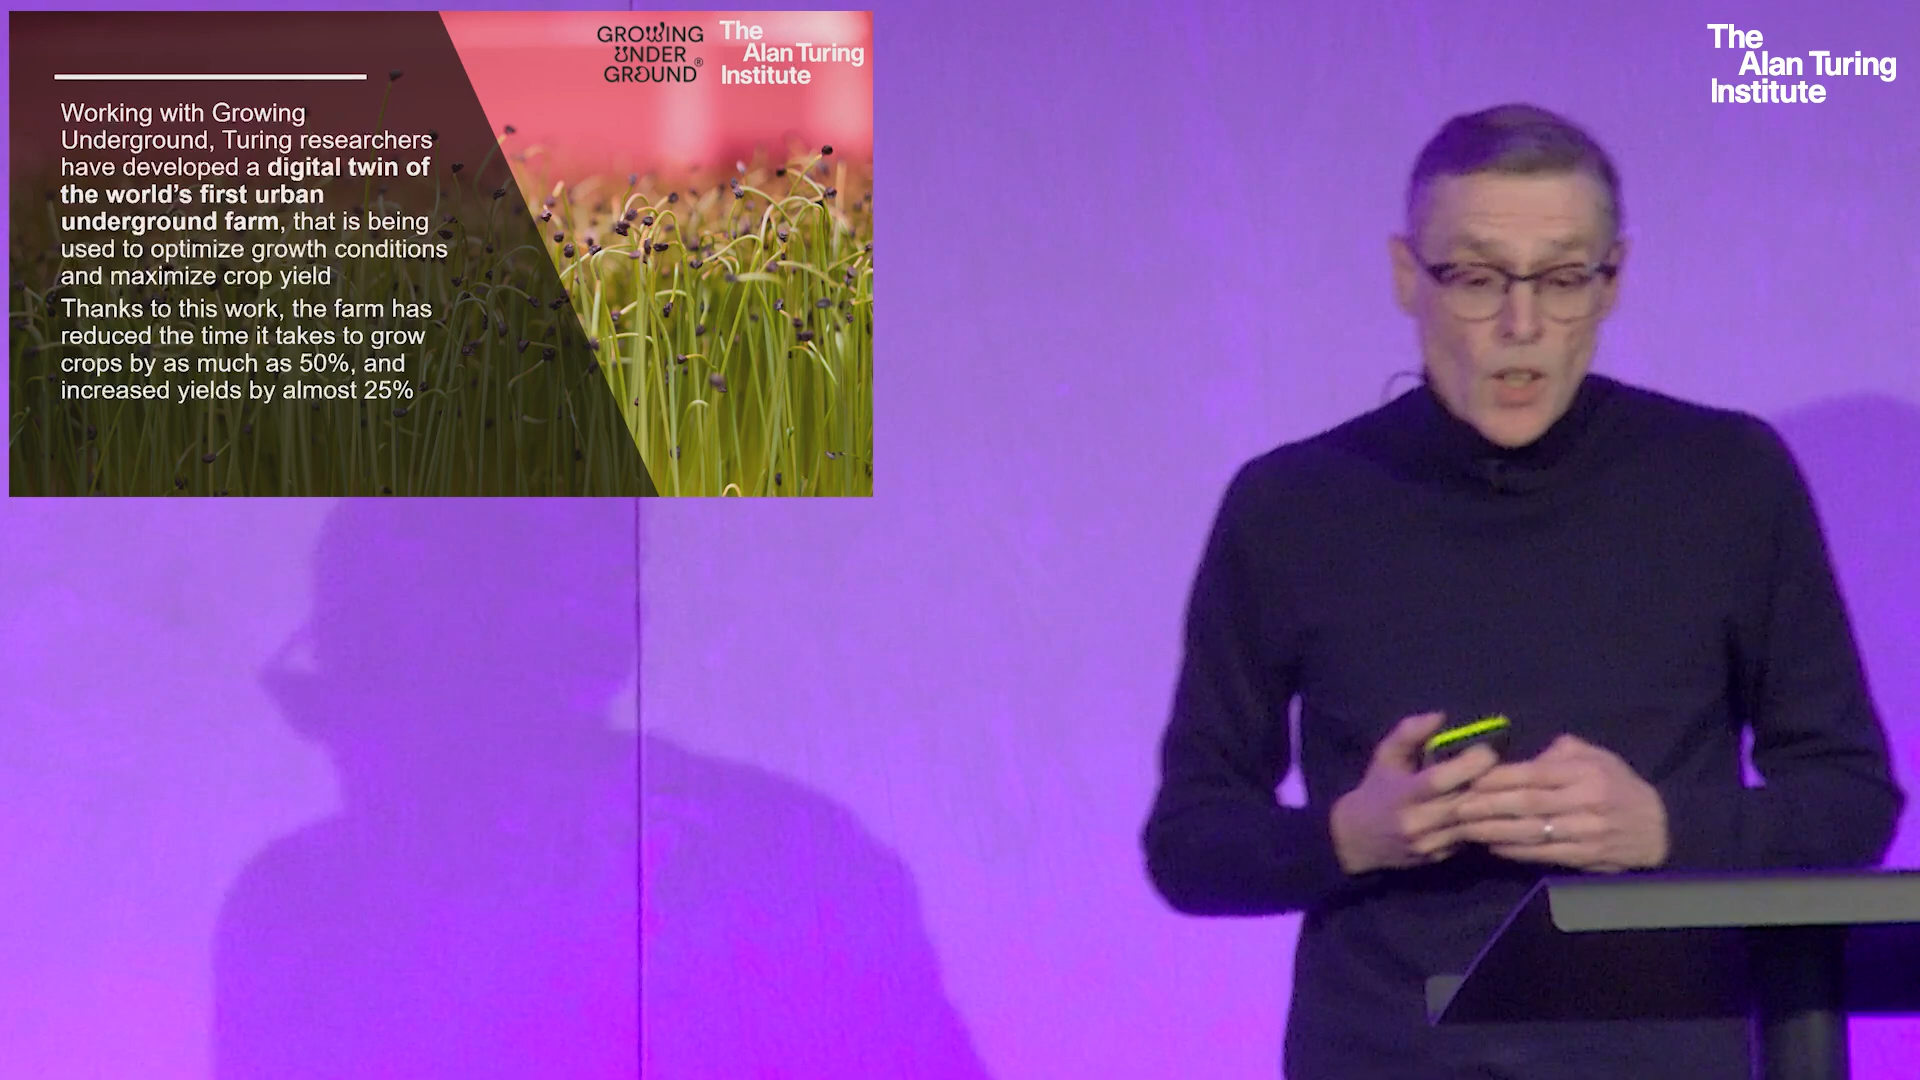 GROWING
UNDER
GROUND®
The
Alan Turing
Institute
Working with Growing
Underground, Turing researchers
have developed a digital twin of
the world’s first urban
underground farm, that is being
used to optimize growth conditions
and maximize crop yield
Thanks to this work, the farm has
reduced the time it takes to grow
crops by as much as 50%, and
increased yields by almost 25%
The
Alan Turing
Institute